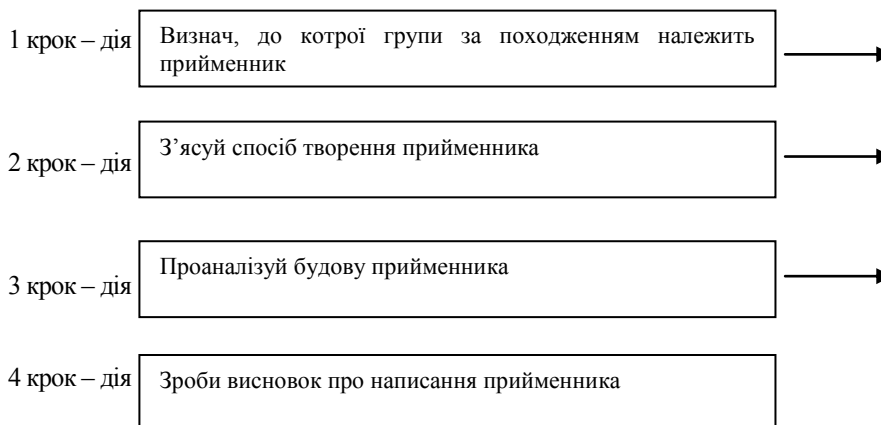 1 крок – дія
Визнач, до котрої групи за походженням належить
прийменник
2 крок – дія
З’ясуй спосіб творення прийменника
3 крок – дія
Проаналізуй будову прийменника
4 крок – дія
Зроби висновок про написання прийменника